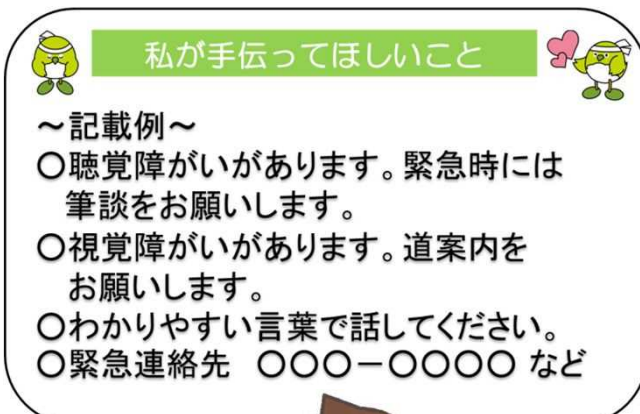 私が手伝ってほしいこと
～記載例～
○聴覚障がいがあります。緊急時には
筆談をお願いします。
○視覚障がいがあります。道案内を
お願いします。
○わかりやすい言葉で話してください。
○緊急連絡先　○○○－○○○○ など